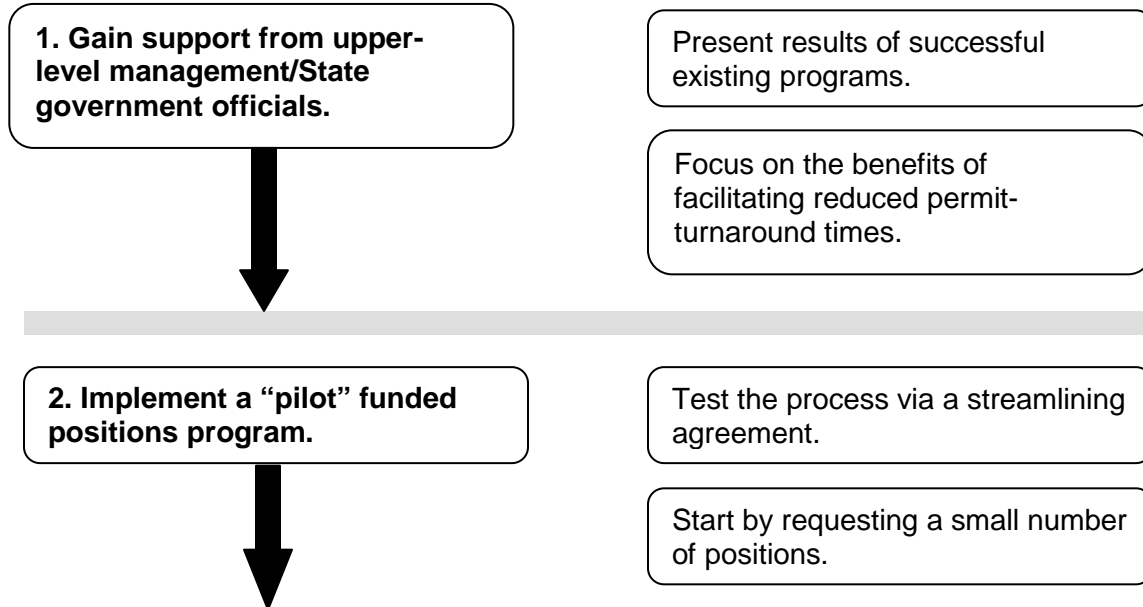 1. Gain support from upper-
level management/State
government officials.
Present results of successful
existing programs.
Focus on the benefits of
facilitating reduced permit-
turnaround times.
2. Implement a “pilot” funded
positions program.
Test the process via a streamlining
agreement.
Start by requesting a small number
of positions.